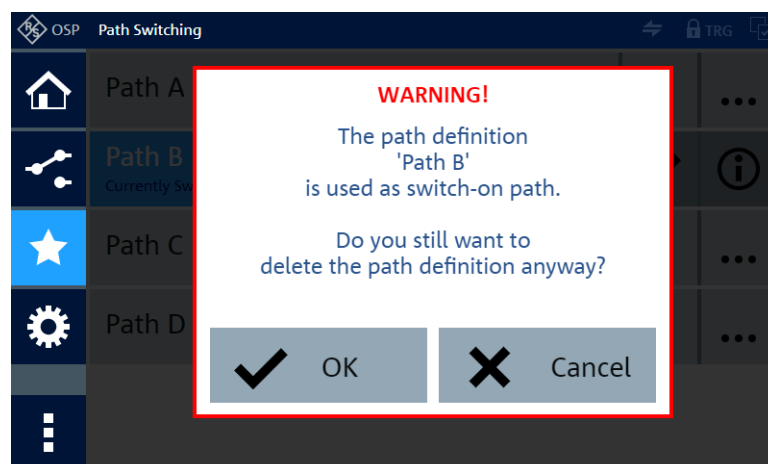 OSP Path Switching TRG
Path A
WARNING!
The path definition
'Path B'
is used as switch-on path.
Do you still want to
delete the path definition anyway?
OK Cancel
Path B
Currently Sw
Path C
Path D